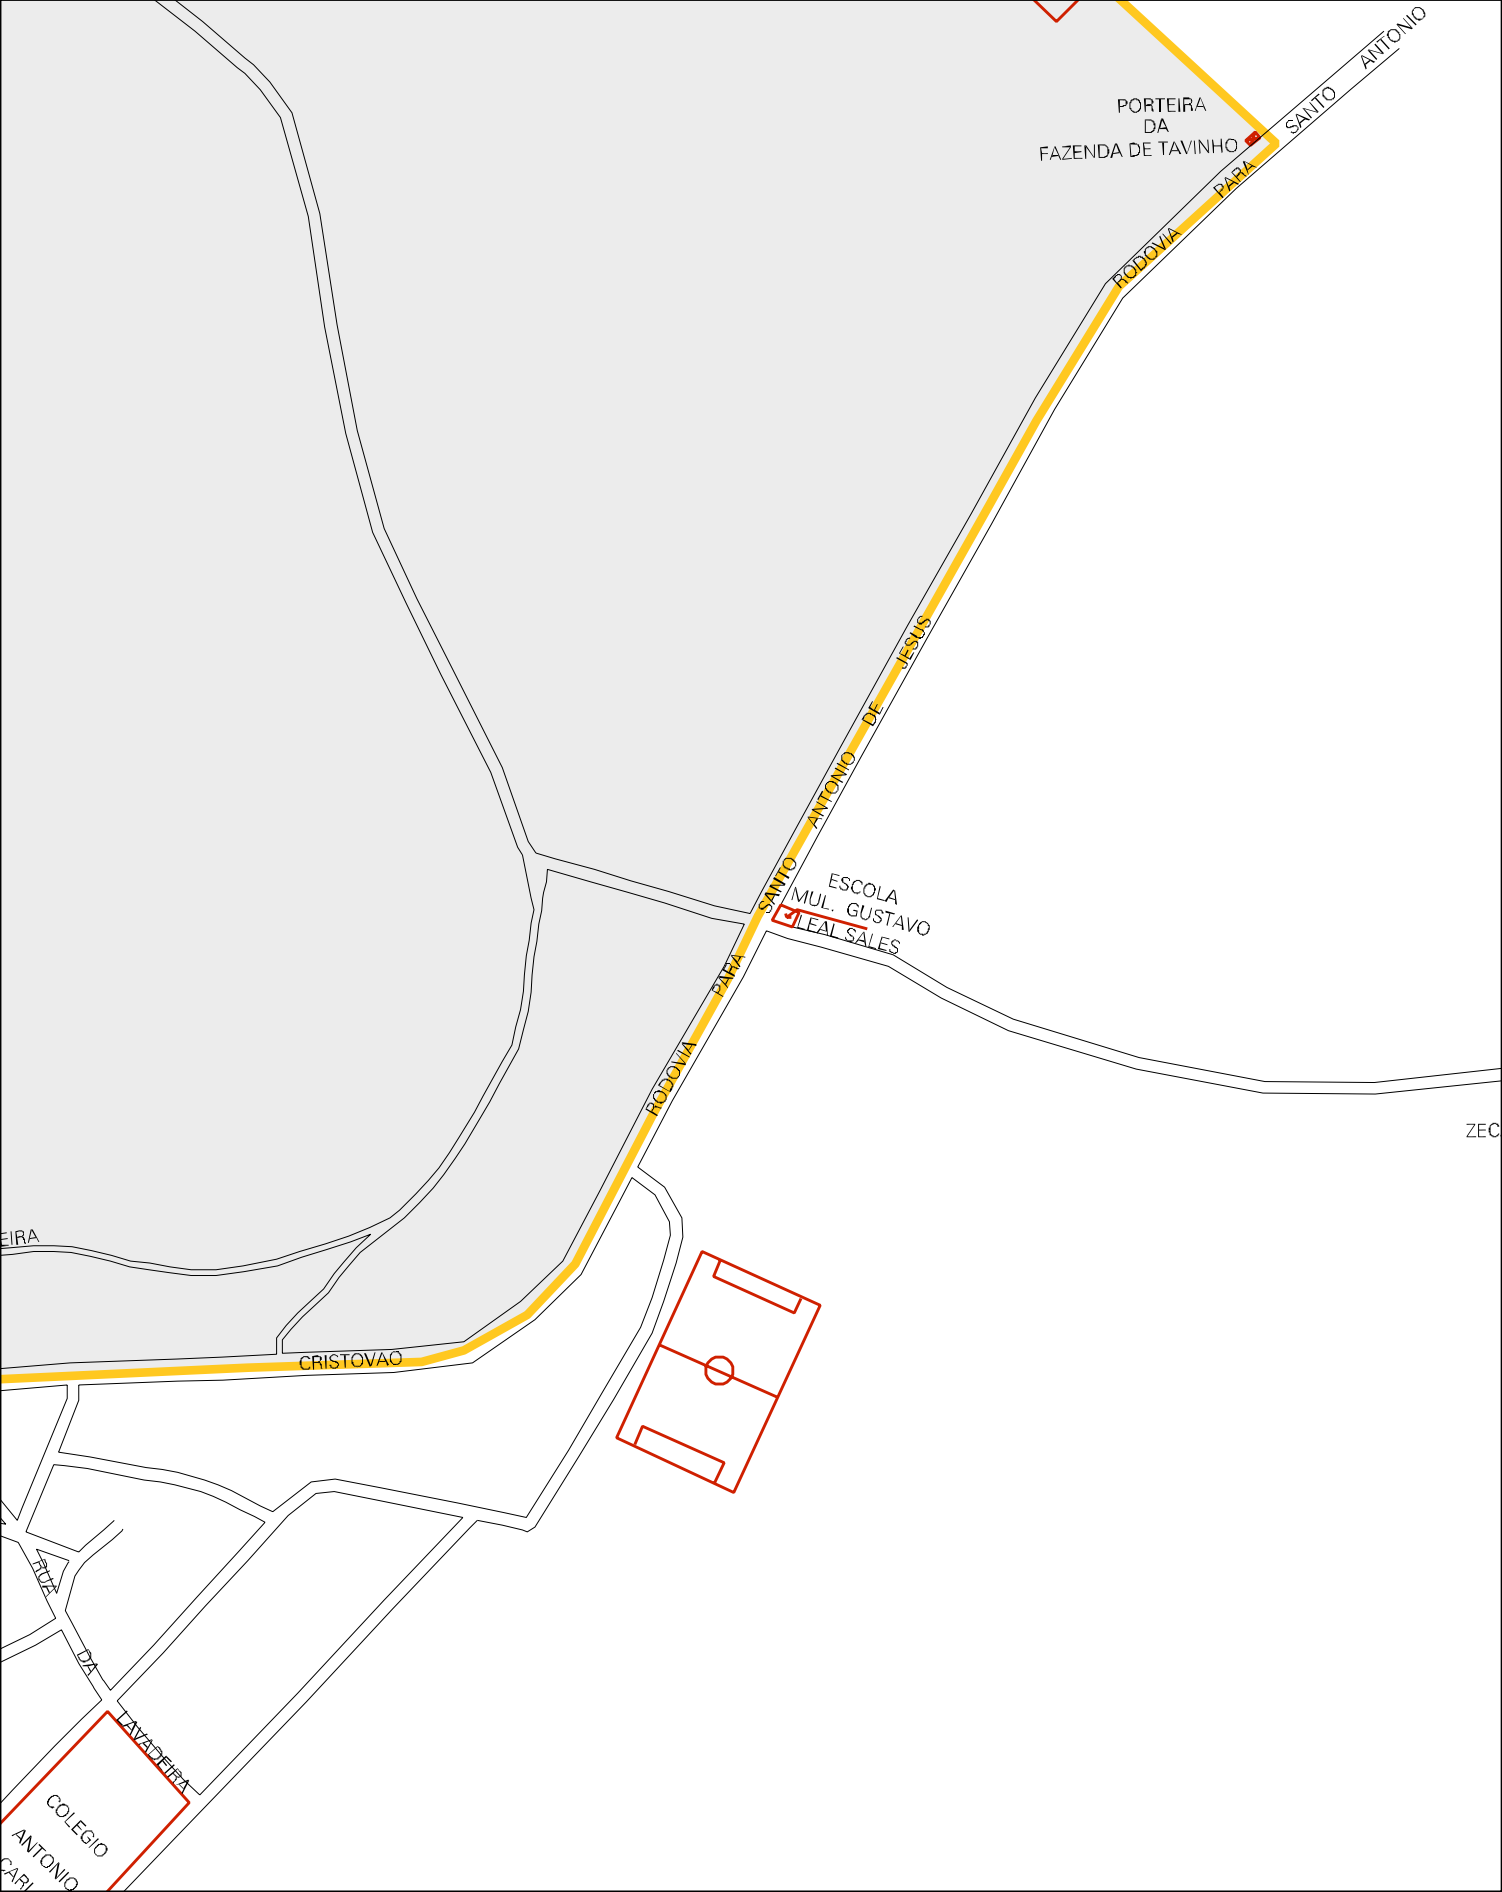 SANTO ANTONIO
PORTEIRA
DA
FAZENDA DE TAVINHO
RODOVIA PARA
RODOVIA PARA SANTO ANTONIO DE JESUS
ESCOLA
MUL. GUSTAVO
LEAL SALES
ZEC
EIRA
CRISTOVAO
RUA DA LAVADEIRA
COLEGIO
ANTONIO
CARL